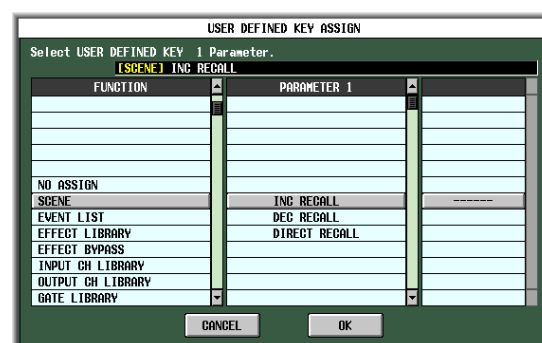 USER DEFINED KEY ASSIGN
Select USER DEFINED KEY 1 Parameter.
[SCENE] INC RECALL
FUNCTION PARAMETER 1
NO ASSIGN
SCENE INC RECALL ------
EVENT LIST DEC RECALL
EFFECT LIBRARY DIRECT RECALL
EFFECT BYPASS
INPUT CH LIBRARY
OUTPUT CH LIBRARY
GATE LIBRARY
CANCEL OK